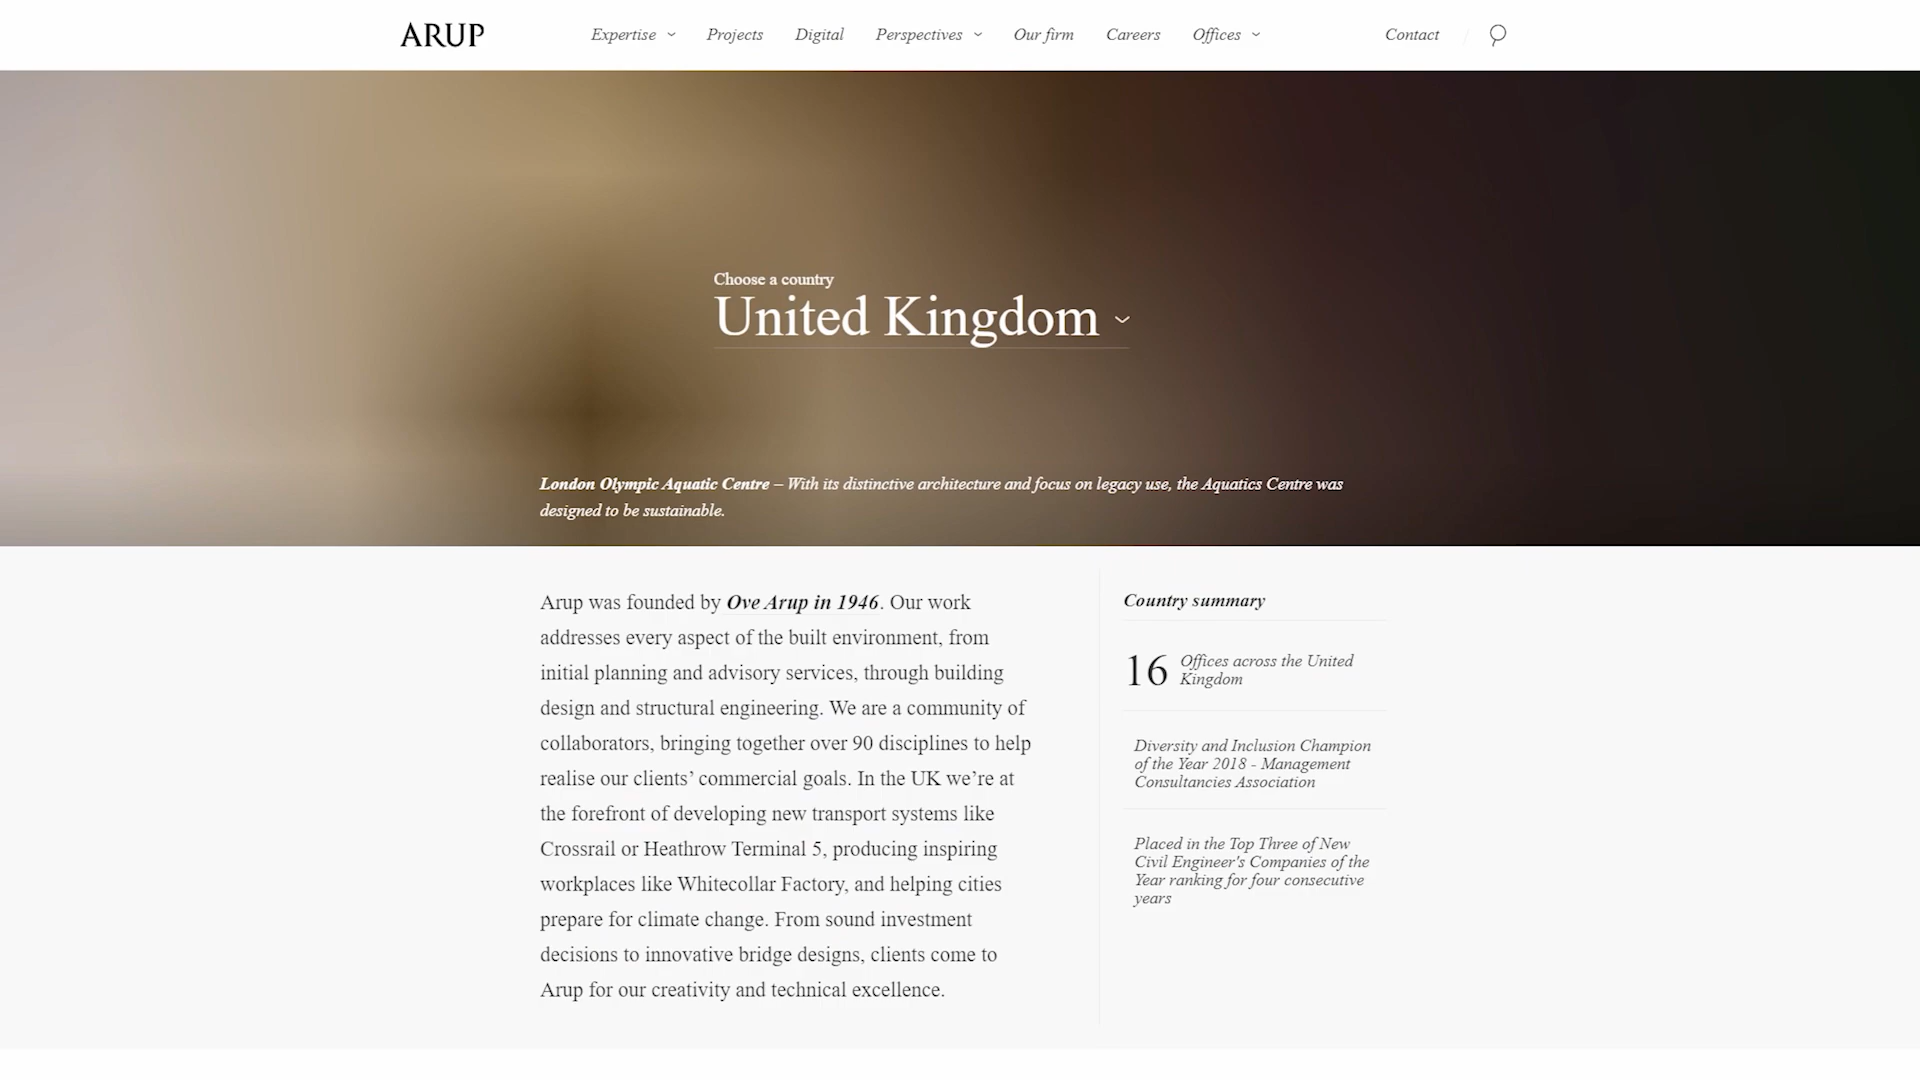 ARUP
Expertise
Projects
Digital
Perspectives
Our firm
Careers
Offices
Contact
Choose a country
United Kingdom
London Olympic Aquatic Centre – With its distinctive architecture and focus on legacy use, the Aquatics Centre was
designed to be sustainable.
Arup was founded by Ove Arup in 1946. Our work
addresses every aspect of the built environment, from
initial planning and advisory services, through building
design and structural engineering. We are a community of
collaborators, bringing together over 90 disciplines to help
realise our clients’ commercial goals. In the UK we’re at
the forefront of developing new transport systems like
Crossrail or Heathrow Terminal 5, producing inspiring
workplaces like Whitecollar Factory, and helping cities
prepare for climate change. From sound investment
decisions to innovative bridge designs, clients come to
Arup for our creativity and technical excellence.
Country summary
16 Offices across the United
Kingdom
Diversity and Inclusion Champion
of the Year 2018 - Management
Consultancies Association
Placed in the Top Three of New
Civil Engineer's Companies of the
Year ranking for four consecutive
years